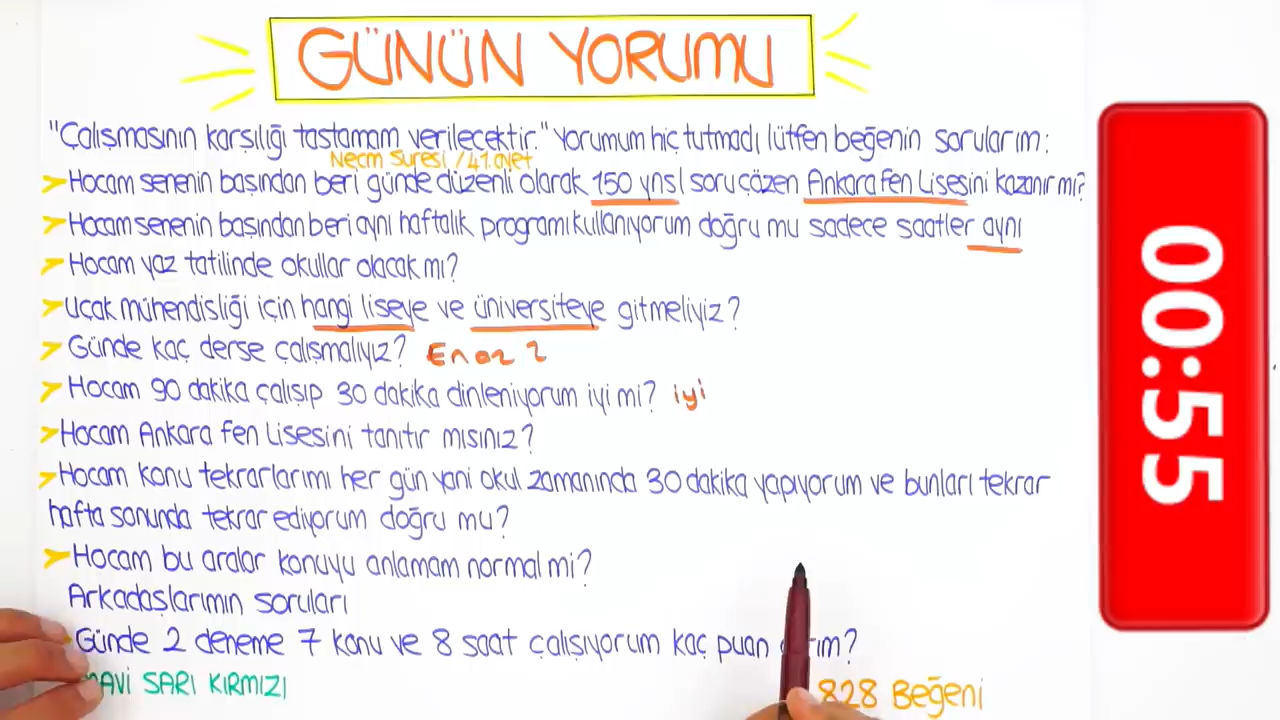 GÜNÜN YORUMU
"Çalışmasının karşılığı tastamam verilecektir." Yorumum hiç tutmadı lütfen beğenin sorularım:
Necm Suresi / 41. ayet
Hocam senenin başından beri günde düzenli olarak 150 ynsl soru çözen Ankara fen Lisesini kazanır mı?
Hocam senenin başından beri aynı haftalık programı kullanıyorum doğru mu sadece saatler aynı
Hocam yaz tatilinde okullar olacak mı?
Uçak mühendisliği için hangi liseye ve üniversiteye gitmeliyiz?
Günde kaç derse çalışmalıyız? En az 2
Hocam 90 dakika çalışıp 30 dakika dinleniyorum iyi mi? iyi
Hocam Ankara fen Lisesini tanıtır mısınız?
Hocam konu tekrarlarımı her gün yani okul zamanında 30 dakika yapıyorum ve bunları tekrar
hafta sonunda tekrar ediyorum doğru mu?
Hocam bu aralar konuyu anlamam normal mi?
Arkadaşlarımın soruları
Günde 2 deneme 7 konu ve 8 saat çalışıyorum kaç puan
MAVİ SARI KIRMIZI
828 Beğeni
00:55